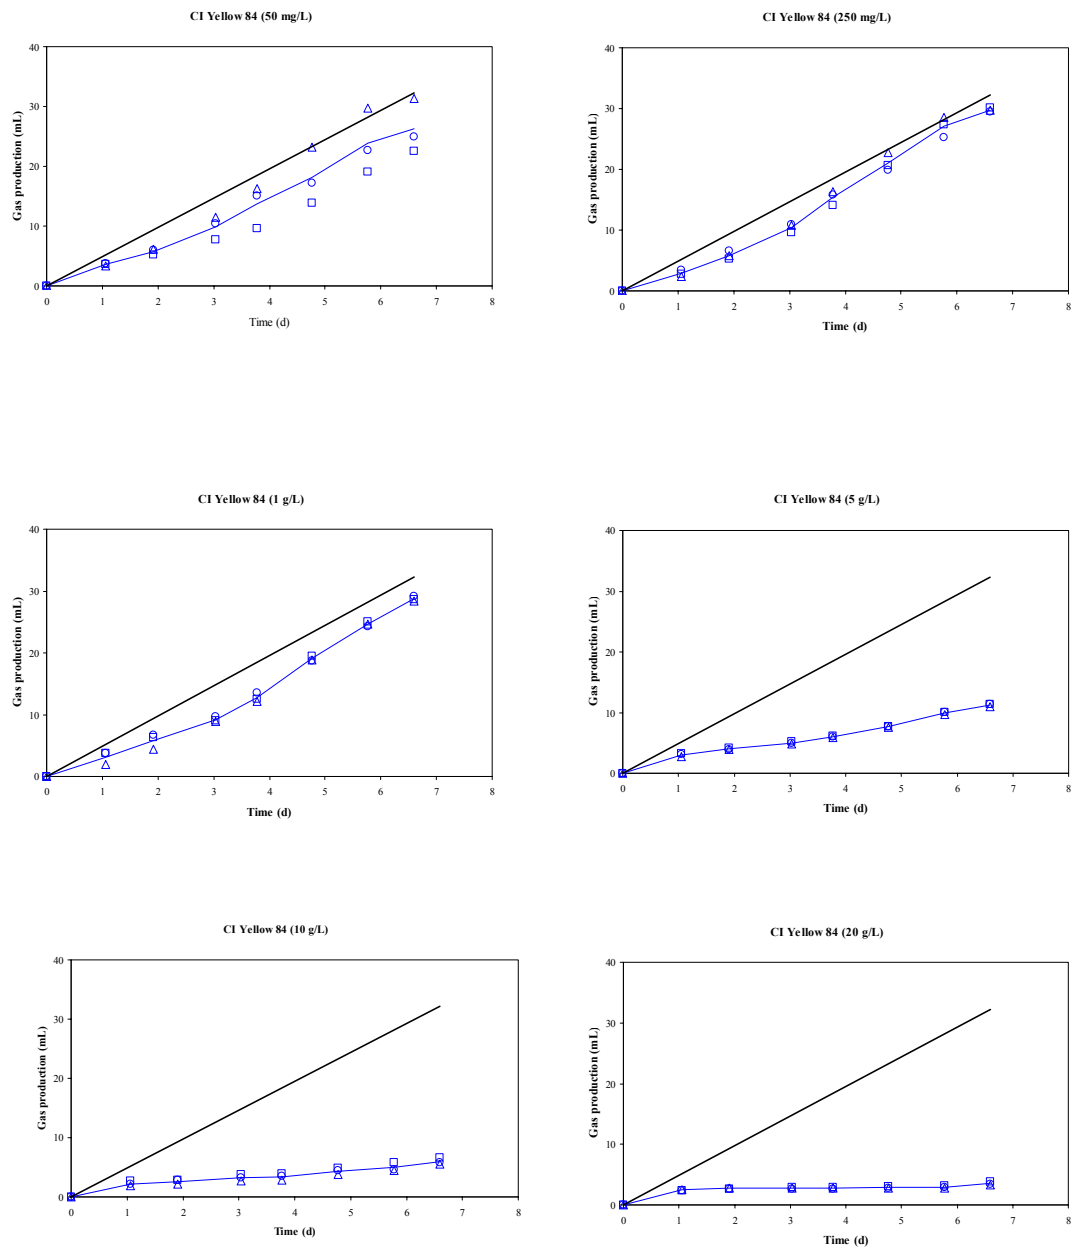 CI Yellow 84 (50 mg/L)
Gas production (mL)
40
30
20
10
0
0 1 2 3 4 5 6 7 8
Time (d)
CI Yellow 84 (250 mg/L)
Gas production (mL)
40
30
20
10
0
0 1 2 3 4 5 6 7 8
Time (d)
CI Yellow 84 (1 g/L)
Gas production (mL)
40
30
20
10
0
0 1 2 3 4 5 6 7 8
Time (d)
CI Yellow 84 (5 g/L)
Gas production (mL)
40
30
20
10
0
0 1 2 3 4 5 6 7 8
Time (d)
CI Yellow 84 (10 g/L)
Gas production (mL)
40
30
20
10
0
0 1 2 3 4 5 6 7 8
Time (d)
CI Yellow 84 (20 g/L)
Gas production (mL)
40
30
20
10
0
0 1 2 3 4 5 6 7 8
Time (d)